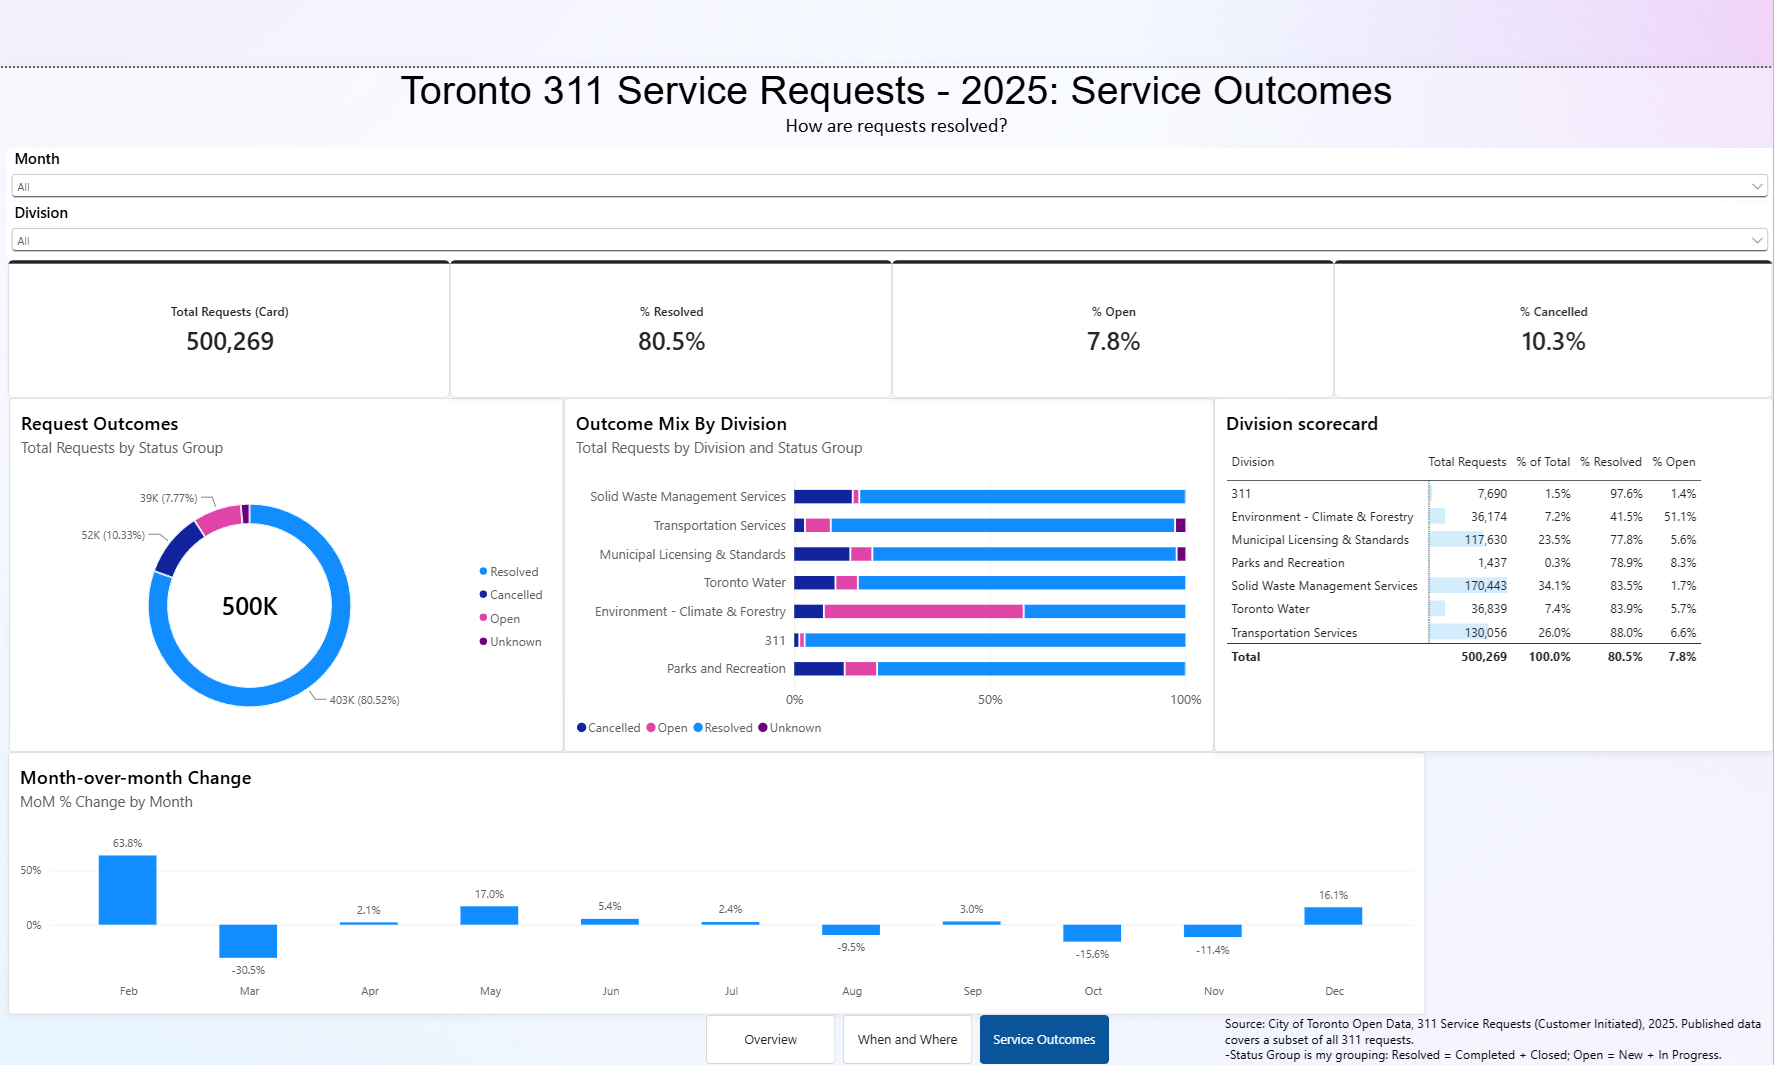 Toronto 311 Service Requests - 2025: Service Outcomes
How are requests resolved?
Month
All
Division
All
Total Requests (Card)
500,269
% Resolved
80.5%
% Open
7.8%
% Cancelled
10.3%
Request Outcomes
Total Requests by Status Group
39K (7.77%)
52K (10.33%)
500K
403K (80.52%)
Resolved
Cancelled
Open
Unknown
Outcome Mix By Division
Total Requests by Division and Status Group
Solid Waste Management Services
Transportation Services
Municipal Licensing & Standards
Toronto Water
Environment - Climate & Forestry
311
Parks and Recreation
0% 50% 100%
Cancelled Open Resolved Unknown
Division scorecard
Division Total Requests % of Total % Resolved % Open
311 7,690 1.5% 97.6% 1.4%
Environment - Climate & Forestry 36,174 7.2% 41.5% 51.1%
Municipal Licensing & Standards 117,630 23.5% 77.8% 5.6%
Parks and Recreation 1,437 0.3% 78.9% 8.3%
Solid Waste Management Services 170,443 34.1% 83.5% 1.7%
Toronto Water 36,839 7.4% 83.9% 5.7%
Transportation Services 130,056 26.0% 88.0% 6.6%
Total 500,269 100.0% 80.5% 7.8%
Month-over-month Change
MoM % Change by Month
50%
0%
63.8%
-30.5%
2.1%
17.0%
5.4%
2.4%
-9.5%
3.0%
-15.6%
-11.4%
16.1%
Feb Mar Apr May Jun Jul Aug Sep Oct Nov Dec
Overview
When and Where
Service Outcomes
Source: City of Toronto Open Data, 311 Service Requests (Customer Initiated), 2025. Published data
covers a subset of all 311 requests.
-Status Group is my grouping: Resolved = Completed + Closed; Open = New + In Progress.